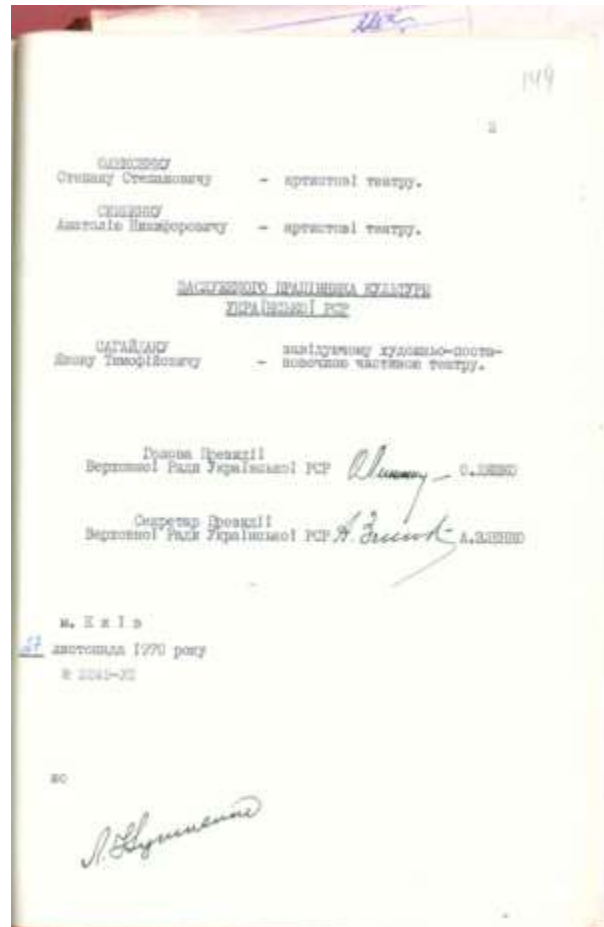 149
2
Степану Степановичу - артистові театру.
Анатолію Никифоровичу - артистові театру.
ЗАСЛУЖЕНОГО ПРАЦІВНИКА КУЛЬТУРИ
УКРАЇНСЬКОЇ РСР
САГАЙДАКУ
Якову Тимофійовичу - завідуючому художньо-поста-
новочною частиною театру.
Голова Президії
Верховної Ради Української РСР О.ЛЯШКО
Секретар Президії
Верховної Ради Української РСР А.ЗЛЕНКО
м. К и ї в
27 листопада 1970 року